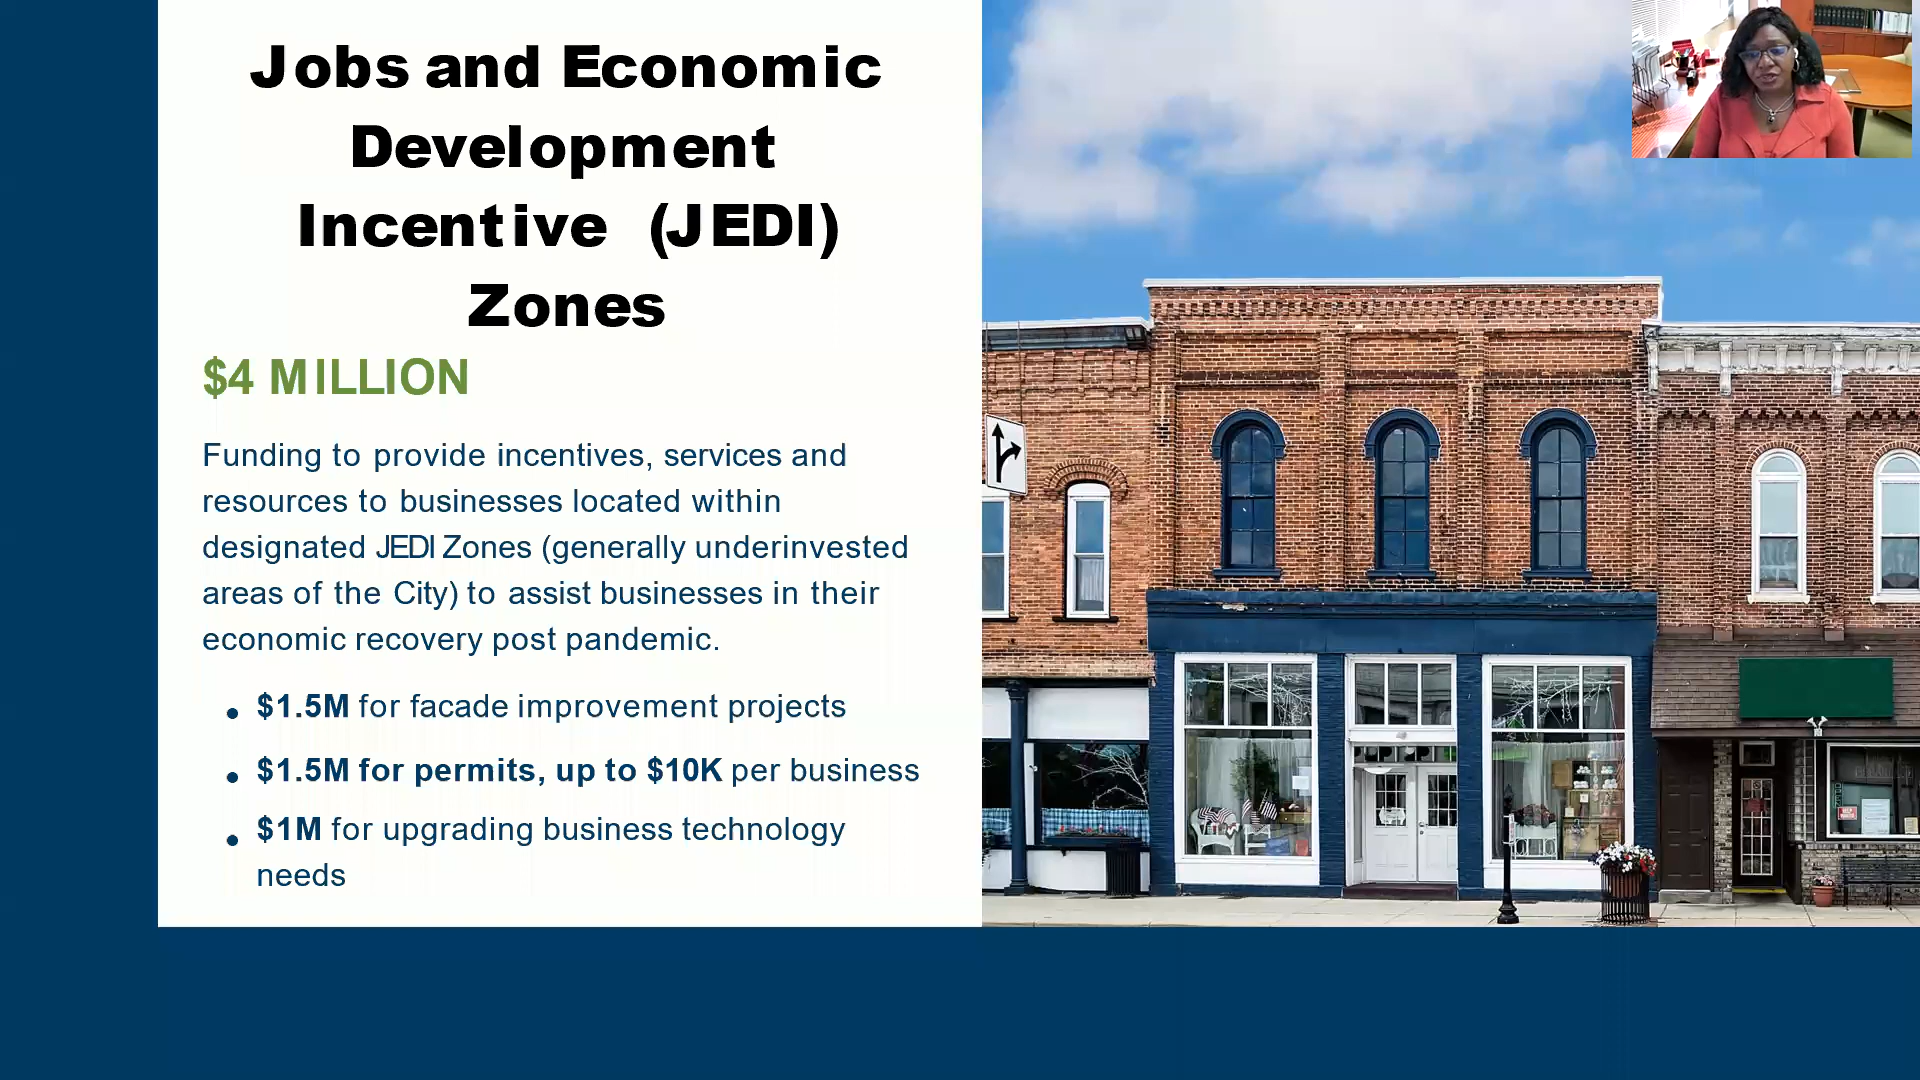 Jobs and Economic
Development
Incentive (JEDI)
Zones
$4 MILLION
Funding to provide incentives, services and
resources to businesses located within
designated JEDI Zones (generally underinvested
areas of the City) to assist businesses in their
economic recovery post pandemic.
• $1.5M for facade improvement projects
• $1.5M for permits, up to $10K per business
• $1M for upgrading business technology
needs